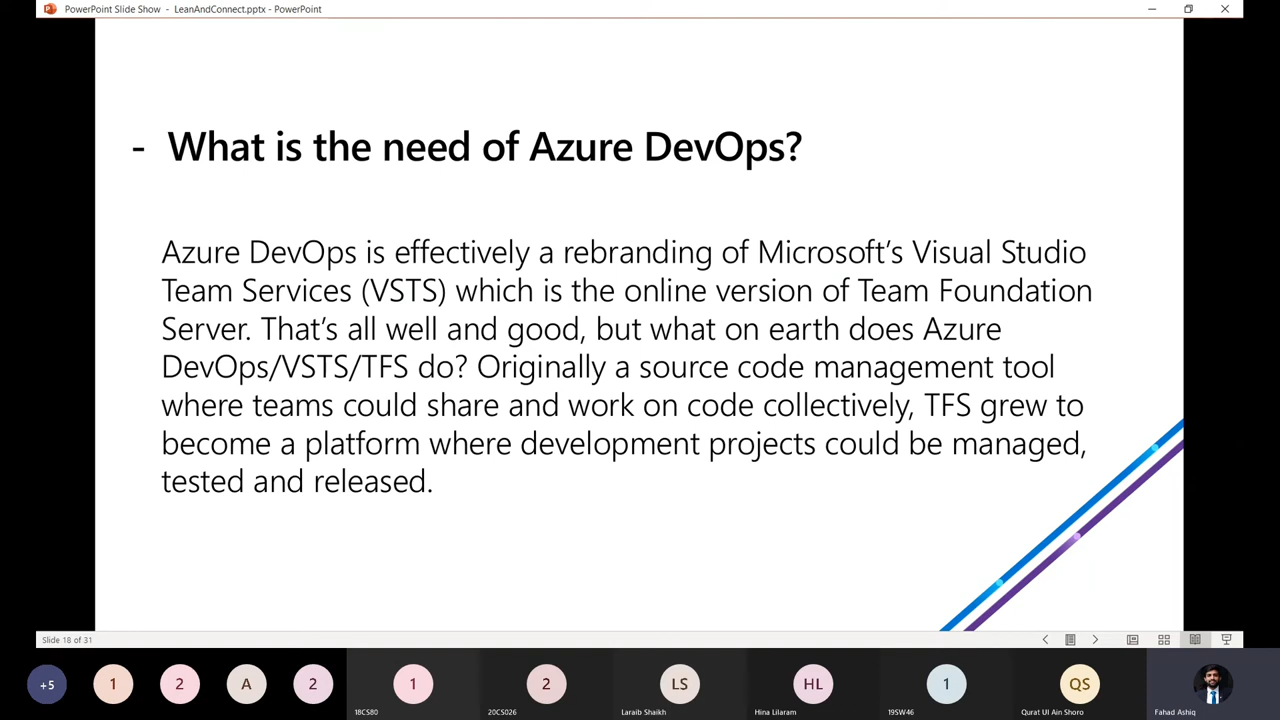 PowerPoint Slide Show - LeanAndConnect.pptx - PowerPoint
- What is the need of Azure DevOps?
Azure DevOps is effectively a rebranding of Microsoft’s Visual Studio
Team Services (VSTS) which is the online version of Team Foundation
Server. That’s all well and good, but what on earth does Azure
DevOps/VSTS/TFS do? Originally a source code management tool
where teams could share and work on code collectively, TFS grew to
become a platform where development projects could be managed,
tested and released.
Slide 18 of 31
+5 1 2 A 2 1 2 LS HL 1 QS
18CS80 20CS026 Laraib Shaikh Hina Lilaram 19SW46 Qurat Ul Ain Shoro Fahad Ashiq